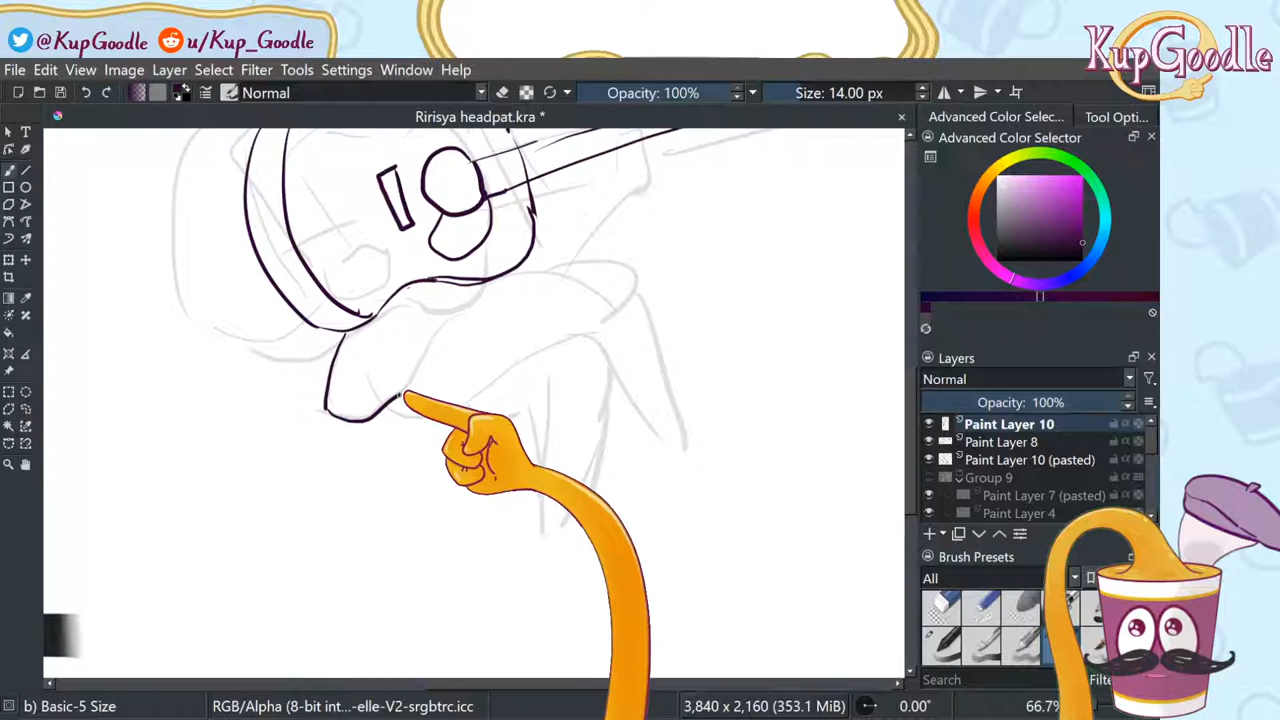 @KupGoodle u/Kup_Goodle
KupGoodle
File Edit View Image Layer Select Filter Tools Settings Window Help
Normal Opacity: 100% Size: 14.00 px
Ririsya headpat.kra *
Advanced Color Selec... Tool Opti...
Advanced Color Selector
Layers
Normal
Opacity: 100%
Paint Layer 10
Paint Layer 8
Paint Layer 10 (pasted)
Group 9
Paint Layer 7 (pasted)
Paint Layer 4
Brush Presets
All
Search
b) Basic-5 Size RGB/Alpha (8-bit int...-elle-V2-srgbtrc.icc 3,840 x 2,160 (353.1 MiB) 0.00° 66.7%